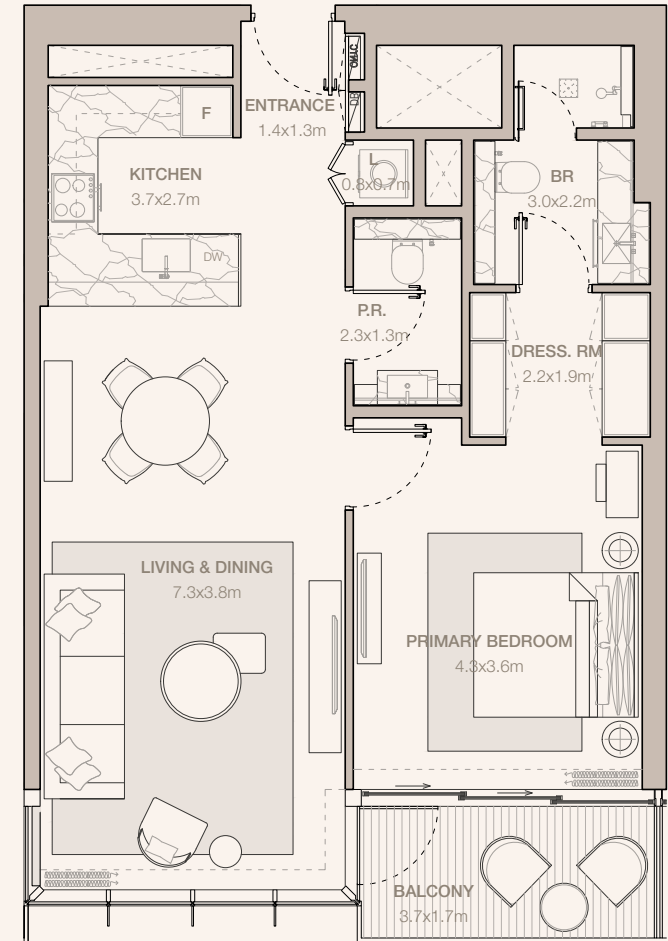 ENTRANCE
1.4x1.3m
F
DB
KITCHEN
3.7x2.7m
L
0.8x0.7m
BR
3.0x2.2m
DW
P.R.
2.3x1.3m
DRESS. RM
2.2x1.9m
LIVING & DINING
7.3x3.8m
PRIMARY BEDROOM
4.3x3.6m
BALCONY
3.7x1.7m